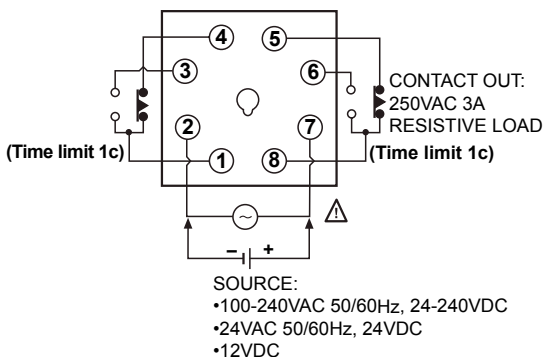 4
5
3
6
CONTACT OUT:
250VAC 3A
RESISTIVE LOAD
2
7
(Time limit 1c)
1
8
(Time limit 1c)
~
⚠
− +
SOURCE:
•100-240VAC 50/60Hz, 24-240VDC
•24VAC 50/60Hz, 24VDC
•12VDC